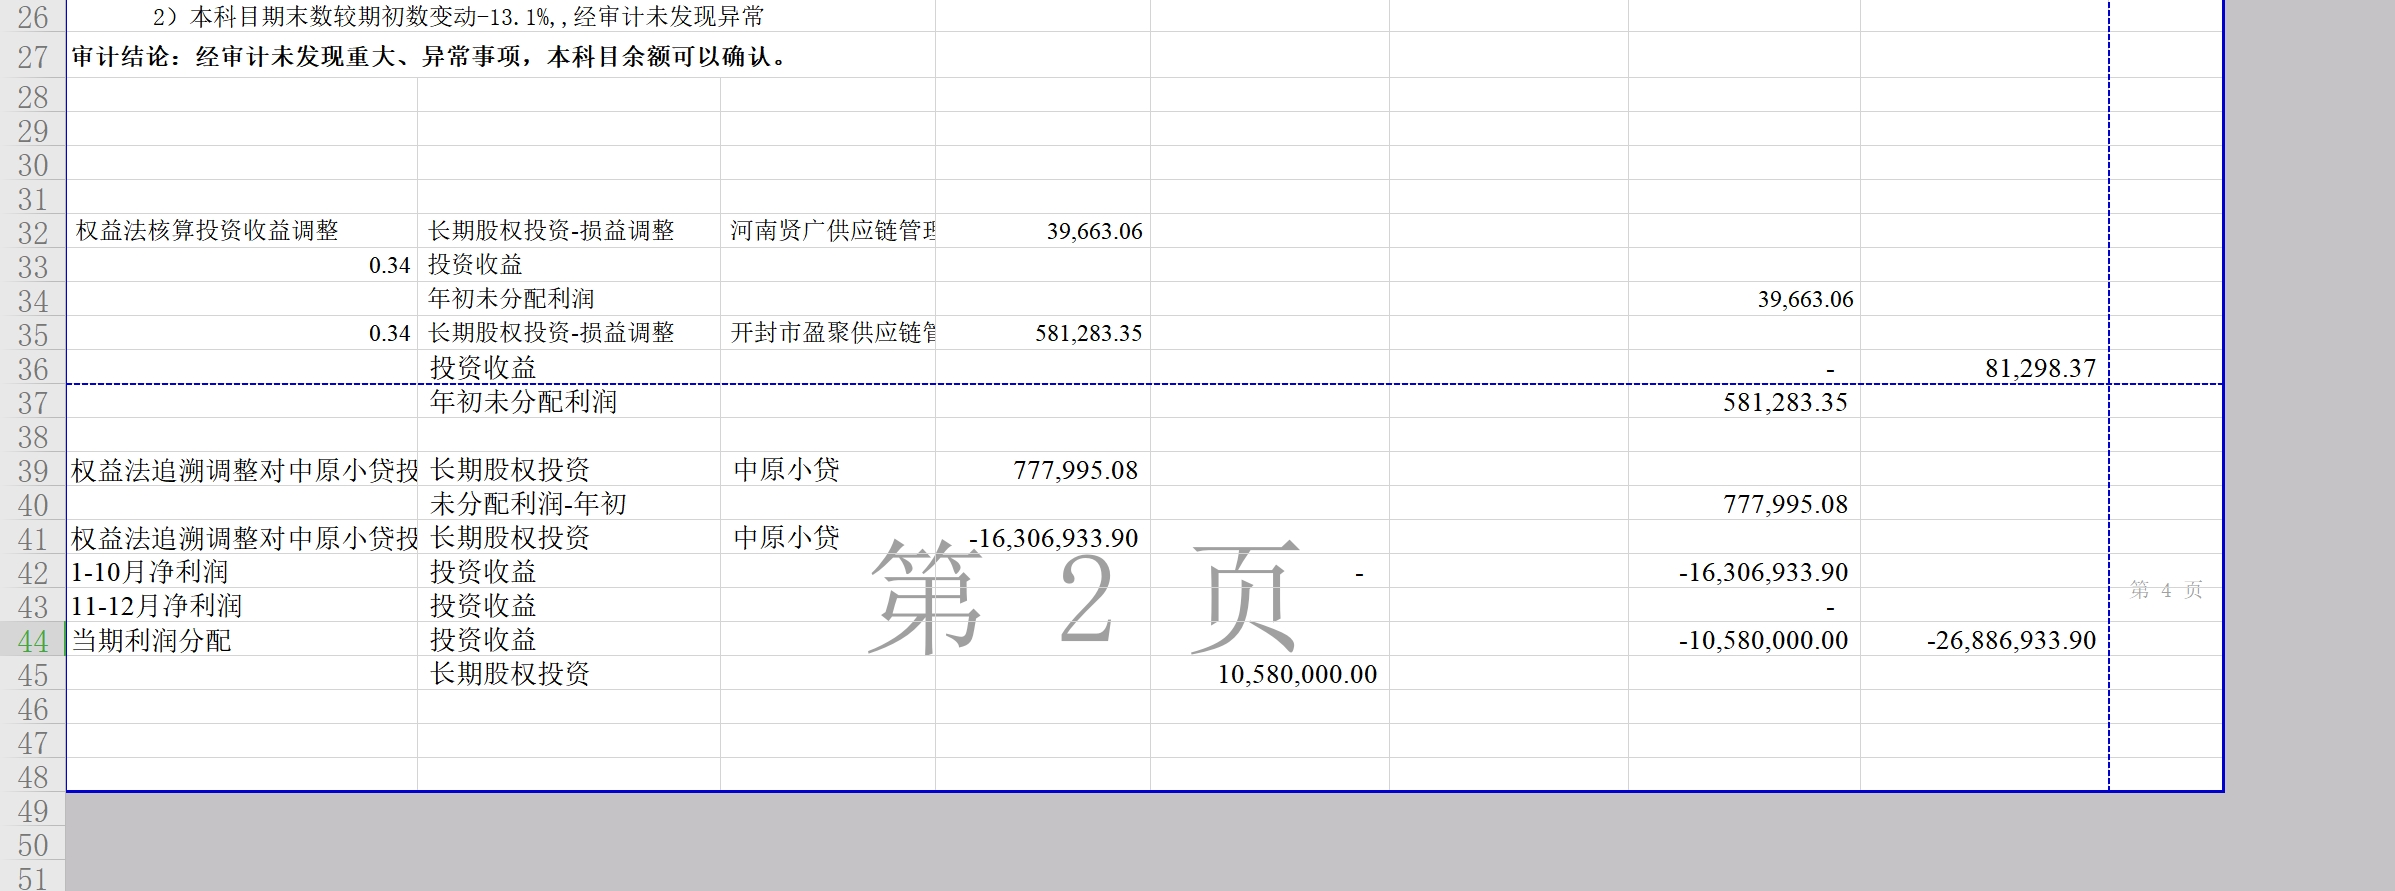 26 2）本科目期末数较期初数变动-13.1%,,经审计未发现异常
27 审计结论：经审计未发现重大、异常事项，本科目余额可以确认。
28
29
30
31
32 权益法核算投资收益调整 长期股权投资-损益调整 河南贤广供应链管理 39,663.06
33 0.34 投资收益
34 年初未分配利润 39,663.06
35 0.34 长期股权投资-损益调整 开封市盈聚供应链管 581,283.35
36 投资收益 - 81,298.37
37 年初未分配利润 581,283.35
38
39 权益法追溯调整对中原小贷投 长期股权投资 中原小贷 777,995.08
40 未分配利润-年初 777,995.08
41 权益法追溯调整对中原小贷投 长期股权投资 中原小贷 -16,306,933.90
42 1-10月净利润 投资收益 - -16,306,933.90
43 11-12月净利润 投资收益 -
44 当期利润分配 投资收益 -10,580,000.00 -26,886,933.90
45 长期股权投资 10,580,000.00
46
47
48
49
50
51
第 2 页
第 4 页